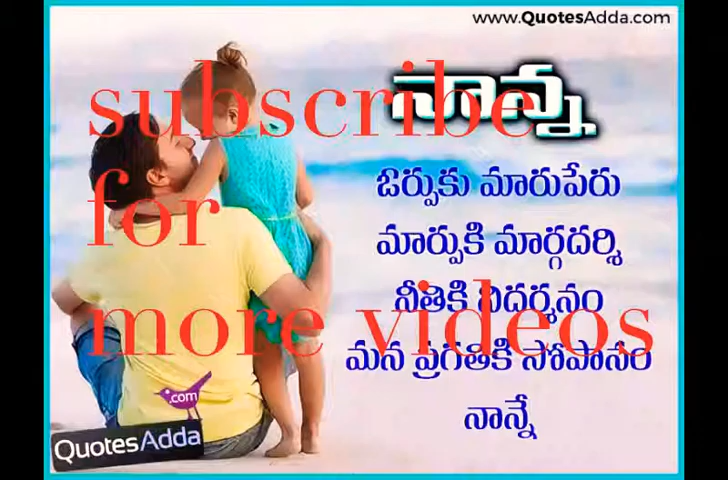 www.QuotesAdda.com
నాన్న
ఓర్పుకు మారుపేరు
మార్పుకి మార్గదర్శి
నీతికి నిదర్శనం
మన ప్రగతికి సోపానం
నాన్నే
subscribe
for
more videos
.com
QuotesAdda